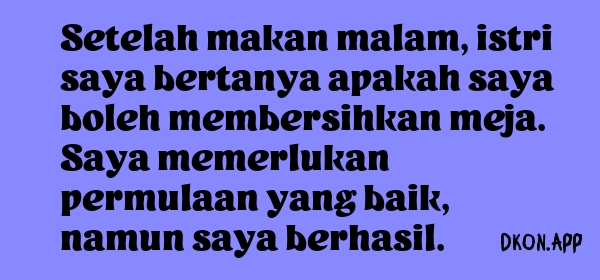 Setelah makan malam, istri
saya bertanya apakah saya
boleh membersihkan meja.
Saya memerlukan
permulaan yang baik,
namun saya berhasil.
DKON.APP